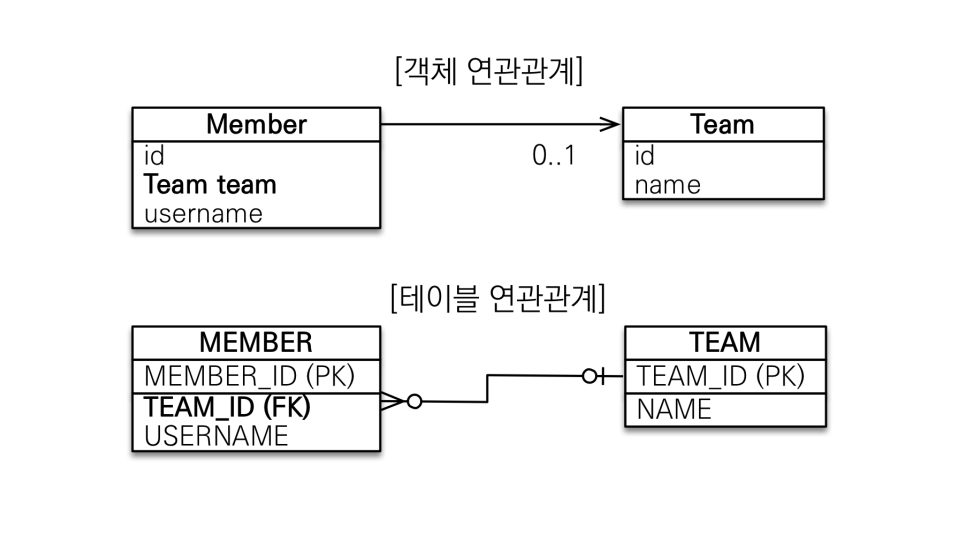 [객체 연관관계]
Member
id
Team team
username
0..1
Team
id
name
[테이블 연관관계]
MEMBER
MEMBER_ID (PK)
TEAM_ID (FK)
USERNAME
TEAM
TEAM_ID (PK)
NAME